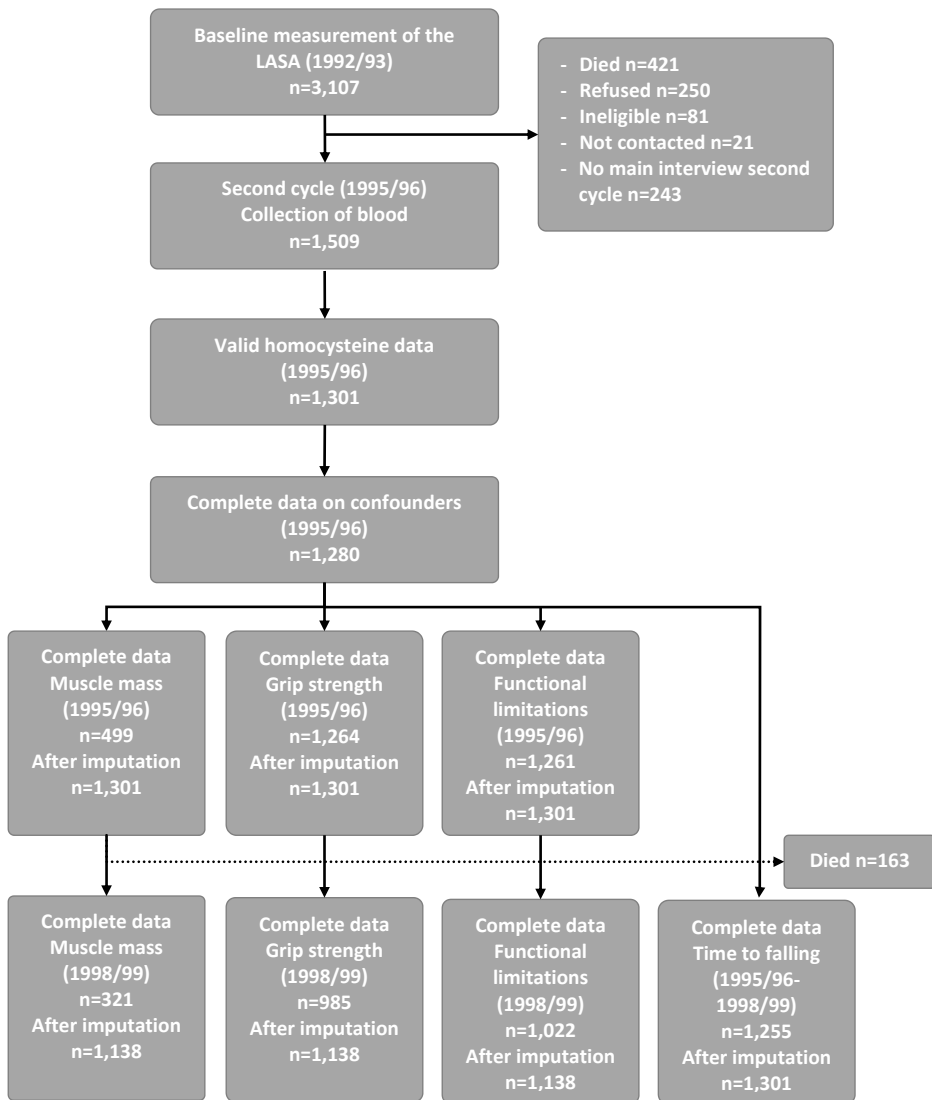 Baseline measurement of the
LASA (1992/93)
n=3,107
- Died n=421
- Refused n=250
- Ineligible n=81
- Not contacted n=21
- No main interview second
cycle n=243
Second cycle (1995/96)
Collection of blood
n=1,509
Valid homocysteine data
(1995/96)
n=1,301
Complete data on confounders
(1995/96)
n=1,280
Complete data
Muscle mass
(1995/96)
n=499
After imputation
n=1,301
Complete data
Grip strength
(1995/96)
n=1,264
After imputation
n=1,301
Complete data
Functional
limitations
(1995/96)
n=1,261
After imputation
n=1,301
Died n=163
Complete data
Muscle mass
(1998/99)
n=321
After imputation
n=1,138
Complete data
Grip strength
(1998/99)
n=985
After imputation
n=1,138
Complete data
Functional
limitations
(1998/99)
n=1,022
After imputation
n=1,138
Complete data
Time to falling
(1995/96-
1998/99)
n=1,255
After imputation
n=1,301